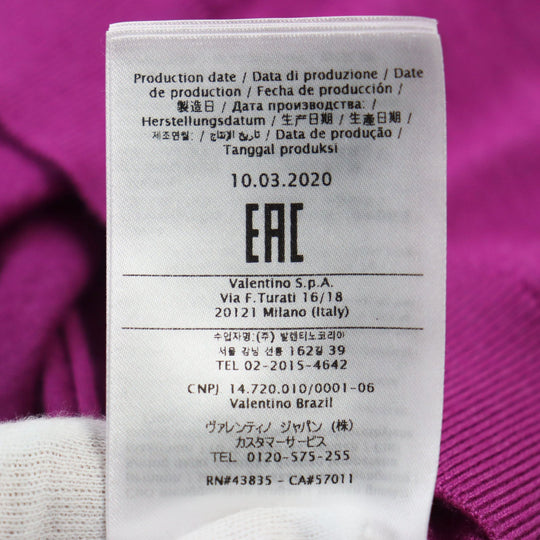 Production date / Data di produzione / Date
de production / Fecha de producción /
製造日 / Дата производства: /
Herstellungsdatum / 生产日期 / 生產日期 /
제조연월: / تاريخ الإنتاج / Data de produção /
Tanggal produksi
10.03.2020
EAC
Valentino S.p.A.
Via F.Turati 16/18
20121 Milano (Italy)
수입자명:(주) 발렌티노코리아
서울 강남 선릉 162길 39
TEL 02-2015-4642
CNPJ 14.720.010/0001-06
Valentino Brazil
ヴァレンティノ ジャパン (株)
カスタマーサービス
TEL 0120-575-255
RN#43835 - CA#57011